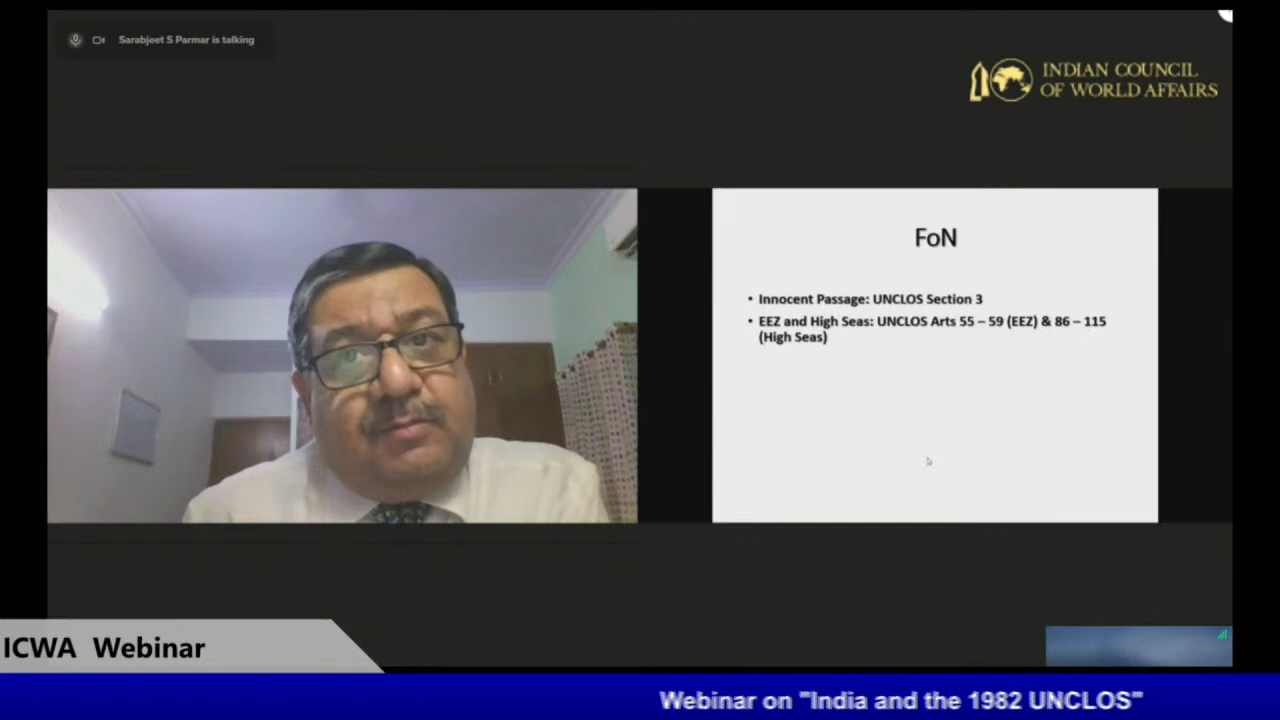 Sarabjeet S Parmar is talking
INDIAN COUNCIL
OF WORLD AFFAIRS
FoN
• Innocent Passage: UNCLOS Section 3
• EEZ and High Seas: UNCLOS Arts 55 – 59 (EEZ) & 86 – 115
(High Seas)
ICWA Webinar
Webinar on "India and the 1982 UNCLOS"